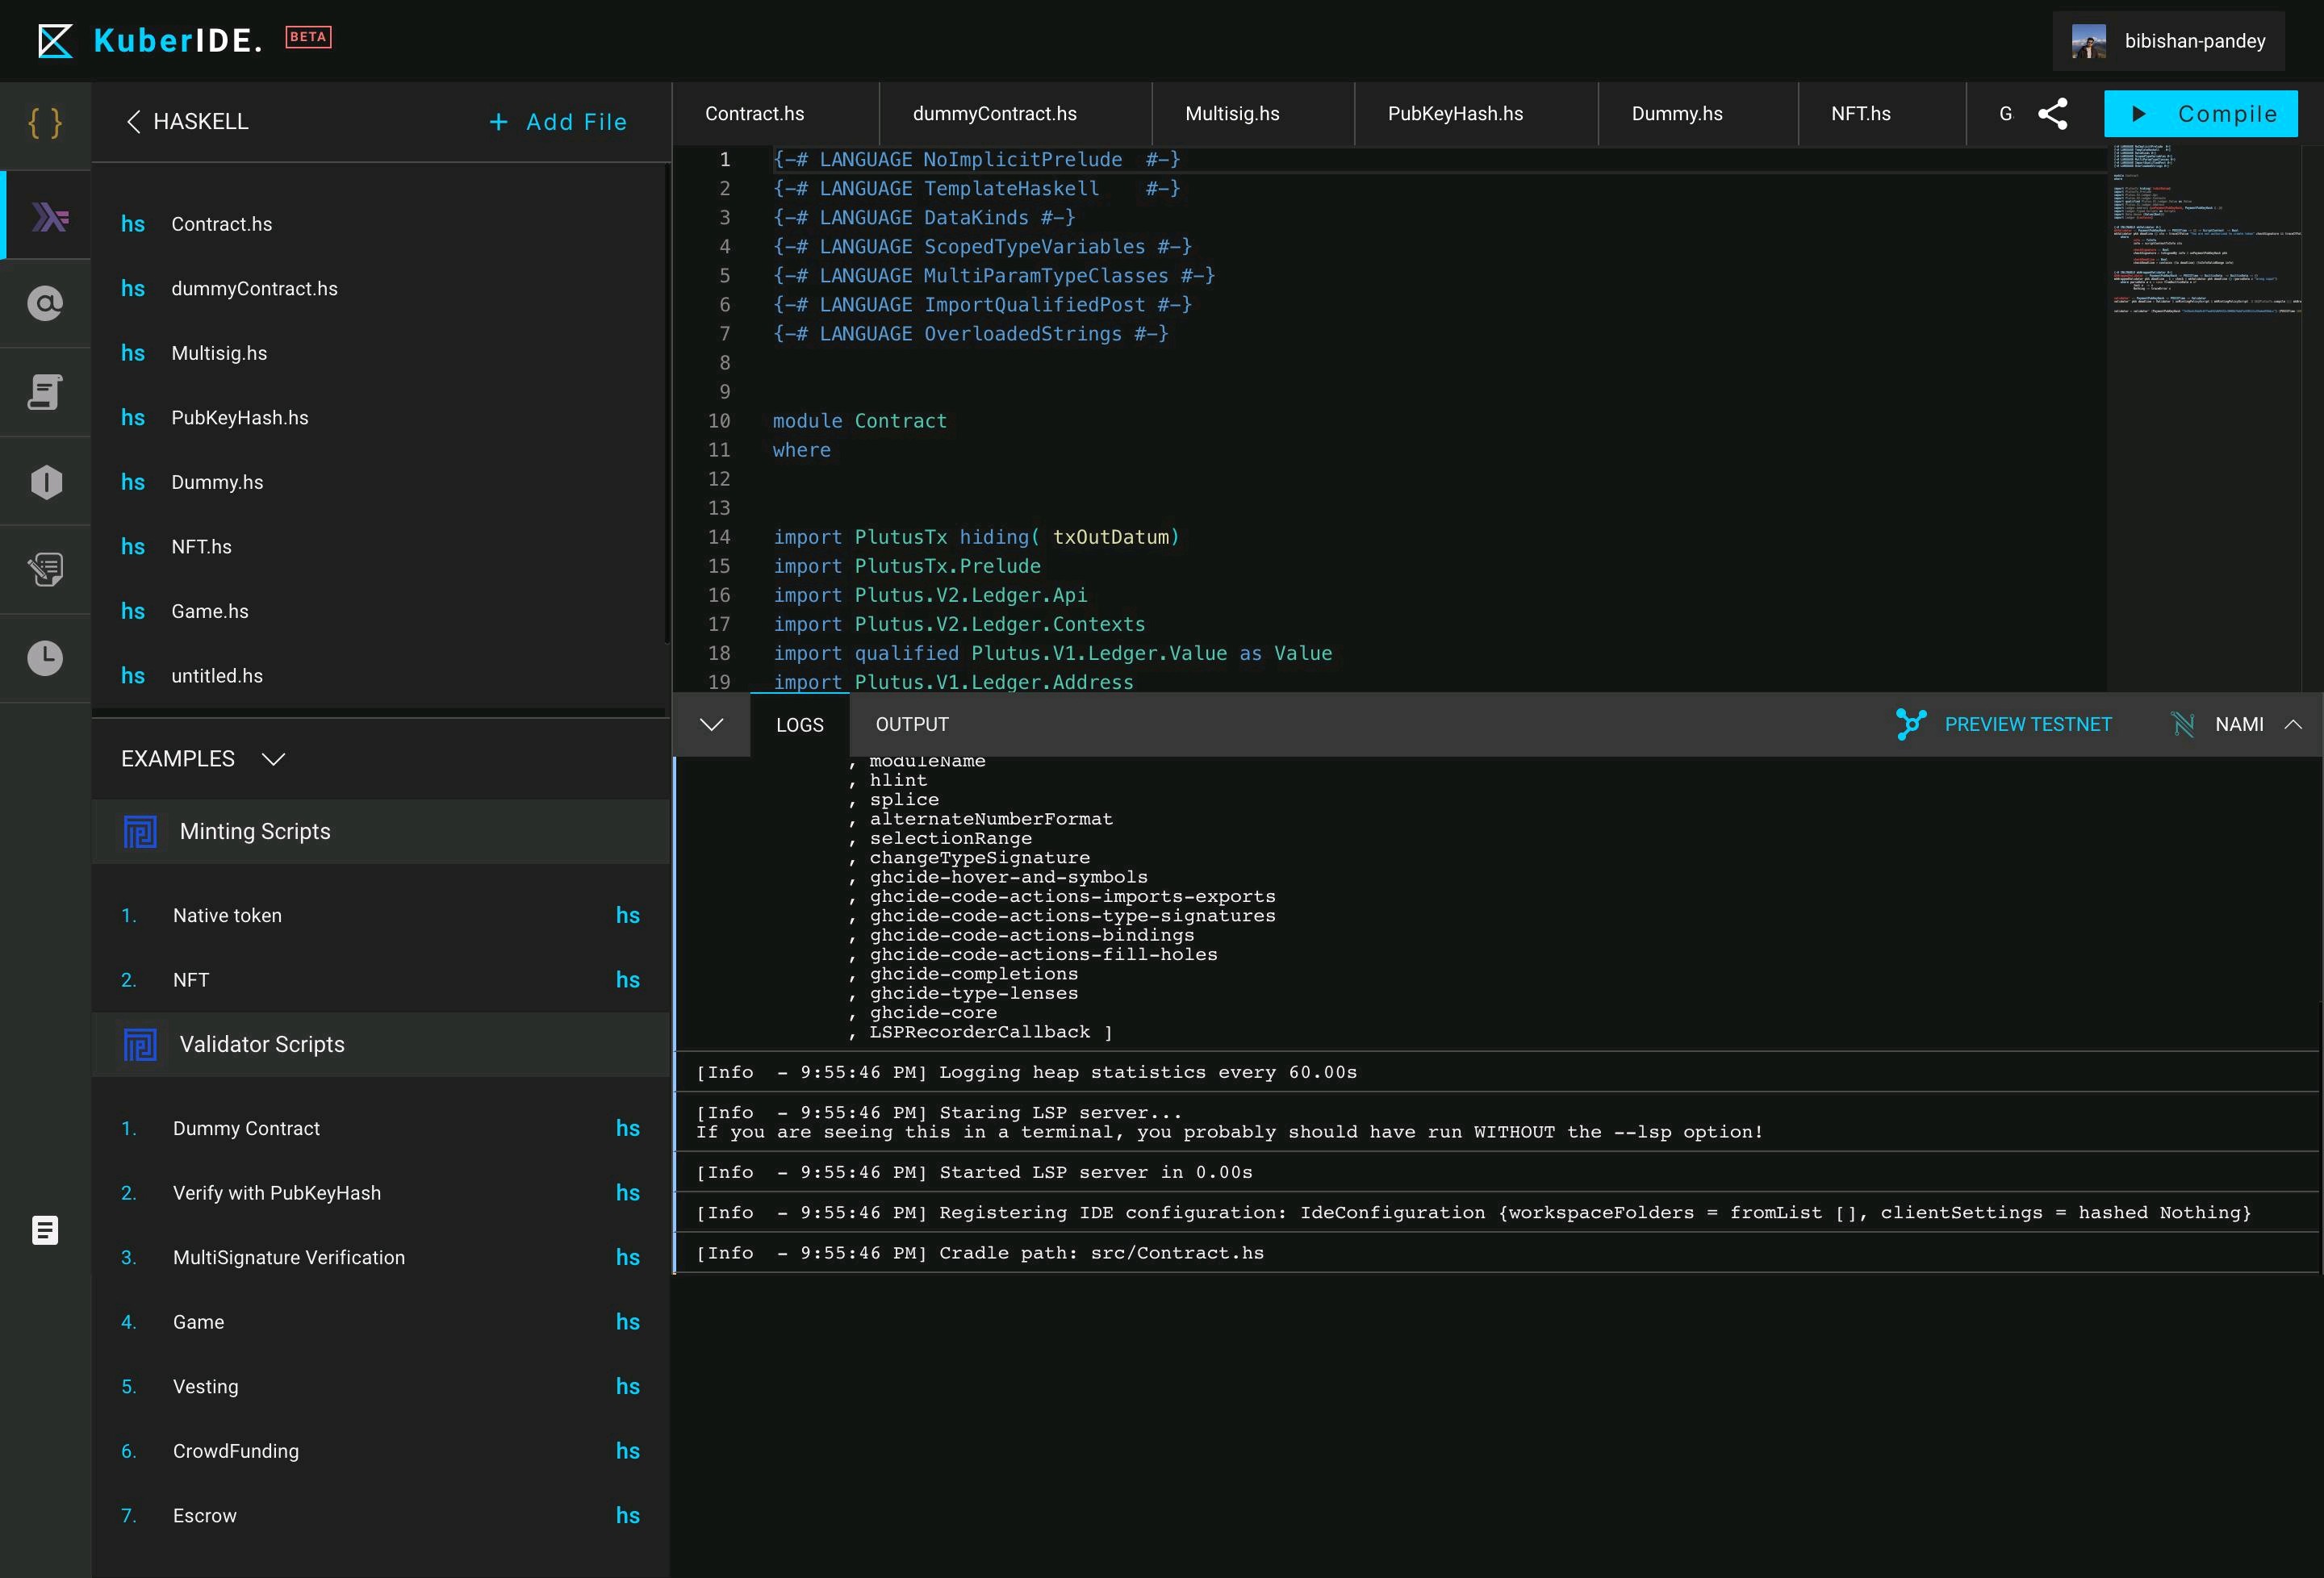 KuberIDE. BETA
bibishan-pandey
HASKELL
+ Add File
hs Contract.hs
hs dummyContract.hs
hs Multisig.hs
hs PubKeyHash.hs
hs Dummy.hs
hs NFT.hs
hs Game.hs
hs untitled.hs
EXAMPLES
Minting Scripts
1. Native token hs
2. NFT hs
Validator Scripts
1. Dummy Contract hs
2. Verify with PubKeyHash hs
3. MultiSignature Verification hs
4. Game hs
5. Vesting hs
6. CrowdFunding hs
7. Escrow hs
Contract.hs dummyContract.hs Multisig.hs PubKeyHash.hs Dummy.hs NFT.hs G
Compile
1 {-# LANGUAGE NoImplicitPrelude  #-}
2 {-# LANGUAGE TemplateHaskell    #-}
3 {-# LANGUAGE DataKinds #-}
4 {-# LANGUAGE ScopedTypeVariables #-}
5 {-# LANGUAGE MultiParamTypeClasses #-}
6 {-# LANGUAGE ImportQualifiedPost #-}
7 {-# LANGUAGE OverloadedStrings #-}
8
9
10 module Contract
11 where
12
13
14 import PlutusTx hiding( txOutDatum)
15 import PlutusTx.Prelude
16 import Plutus.V2.Ledger.Api
17 import Plutus.V2.Ledger.Contexts
18 import qualified Plutus.V1.Ledger.Value as Value
19 import Plutus.V1.Ledger.Address
LOGS OUTPUT PREVIEW TESTNET NAMI
, moduleName
, hlint
, splice
, alternateNumberFormat
, selectionRange
, changeTypeSignature
, ghcide-hover-and-symbols
, ghcide-code-actions-imports-exports
, ghcide-code-actions-type-signatures
, ghcide-code-actions-bindings
, ghcide-code-actions-fill-holes
, ghcide-completions
, ghcide-type-lenses
, ghcide-core
, LSPRecorderCallback ]
[Info  - 9:55:46 PM] Logging heap statistics every 60.00s
[Info  - 9:55:46 PM] Staring LSP server...
If you are seeing this in a terminal, you probably should have run WITHOUT the --lsp option!
[Info  - 9:55:46 PM] Started LSP server in 0.00s
[Info  - 9:55:46 PM] Registering IDE configuration: IdeConfiguration {workspaceFolders = fromList [], clientSettings = hashed Nothing}
[Info  - 9:55:46 PM] Cradle path: src/Contract.hs